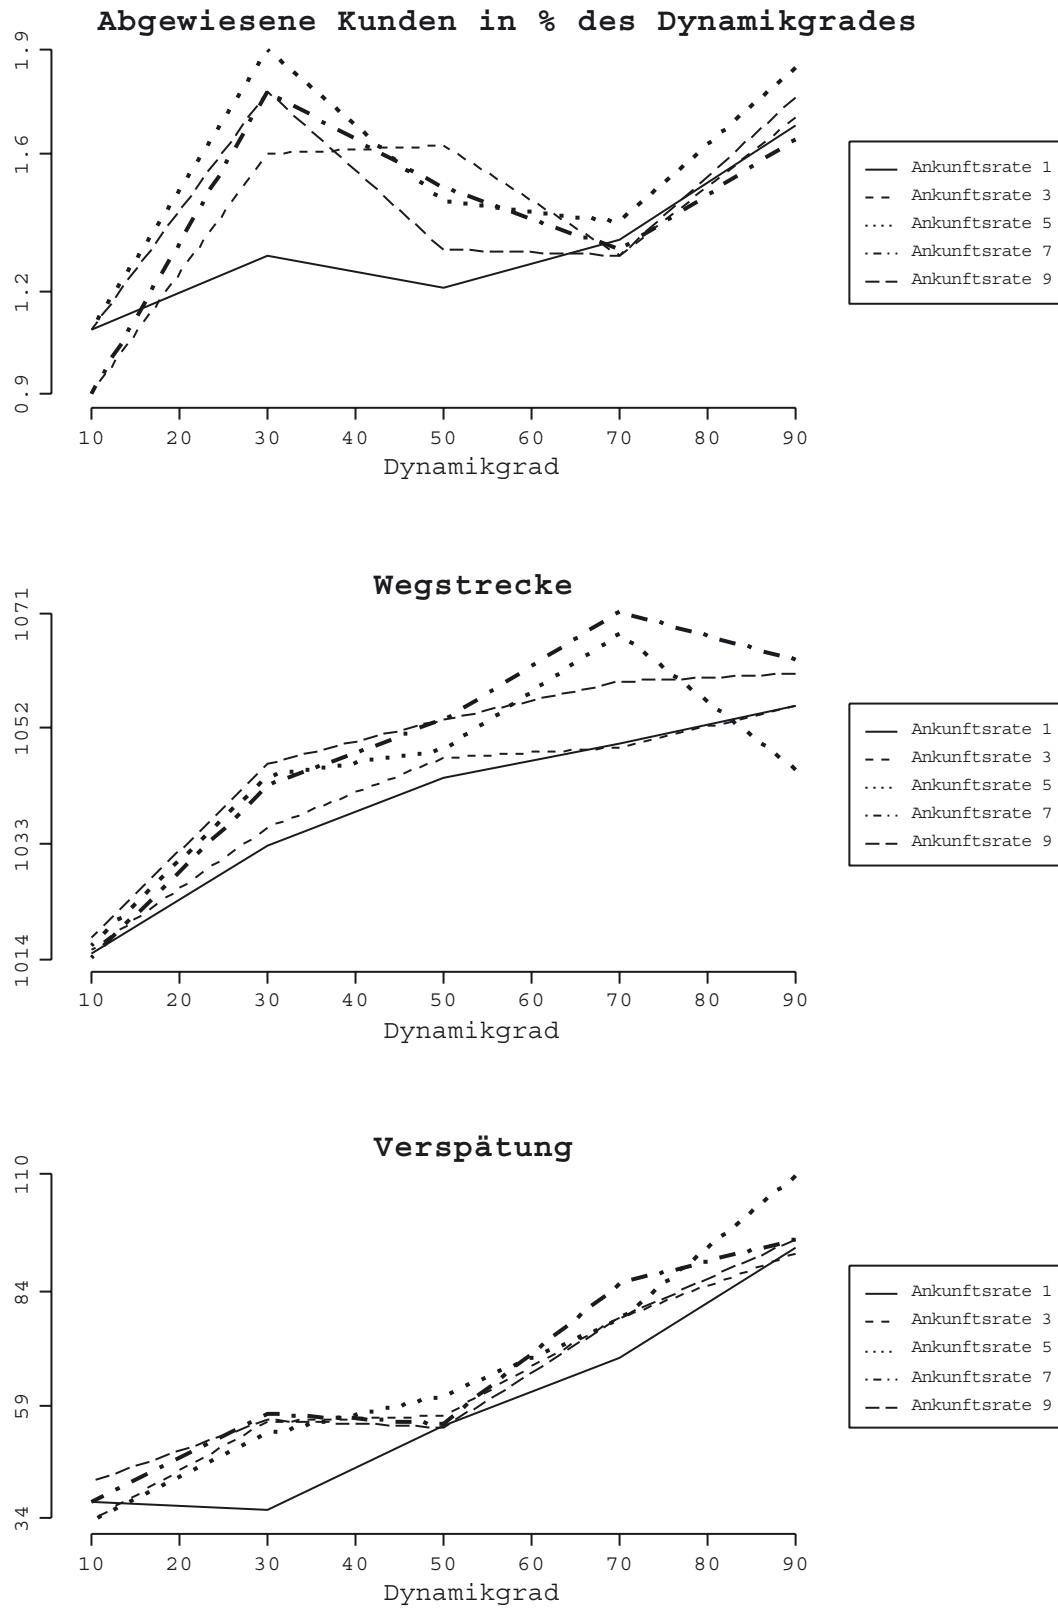 Abgewiesene Kunden in % des Dynamikgrades
1.9
1.6
1.2
0.9
10 20 30 40 50 60 70 80 90
Dynamikgrad
Ankunftsrate 1
Ankunftsrate 3
Ankunftsrate 5
Ankunftsrate 7
Ankunftsrate 9
Wegstrecke
1071
1052
1033
1014
10 20 30 40 50 60 70 80 90
Dynamikgrad
Ankunftsrate 1
Ankunftsrate 3
Ankunftsrate 5
Ankunftsrate 7
Ankunftsrate 9
Verspätung
110
84
59
34
10 20 30 40 50 60 70 80 90
Dynamikgrad
Ankunftsrate 1
Ankunftsrate 3
Ankunftsrate 5
Ankunftsrate 7
Ankunftsrate 9